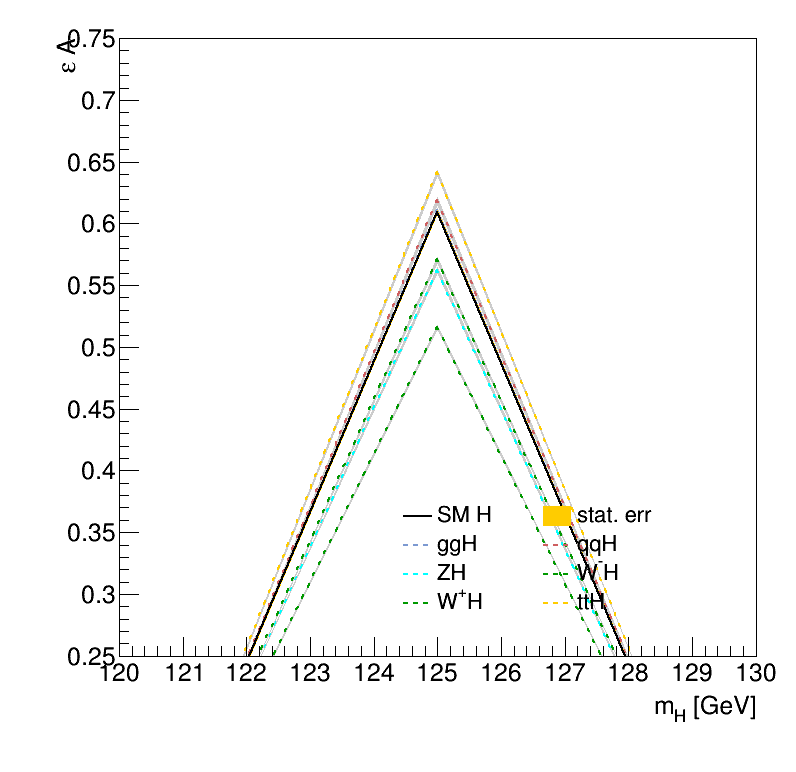 ε A
0.75
0.7
0.65
0.6
0.55
0.5
0.45
0.4
0.35
0.3
0.25
SM H
stat. err
ggH
qqH
ZH
W⁻H
W⁺H
ttH
120 121 122 123 124 125 126 127 128 129 130
m_H [GeV]